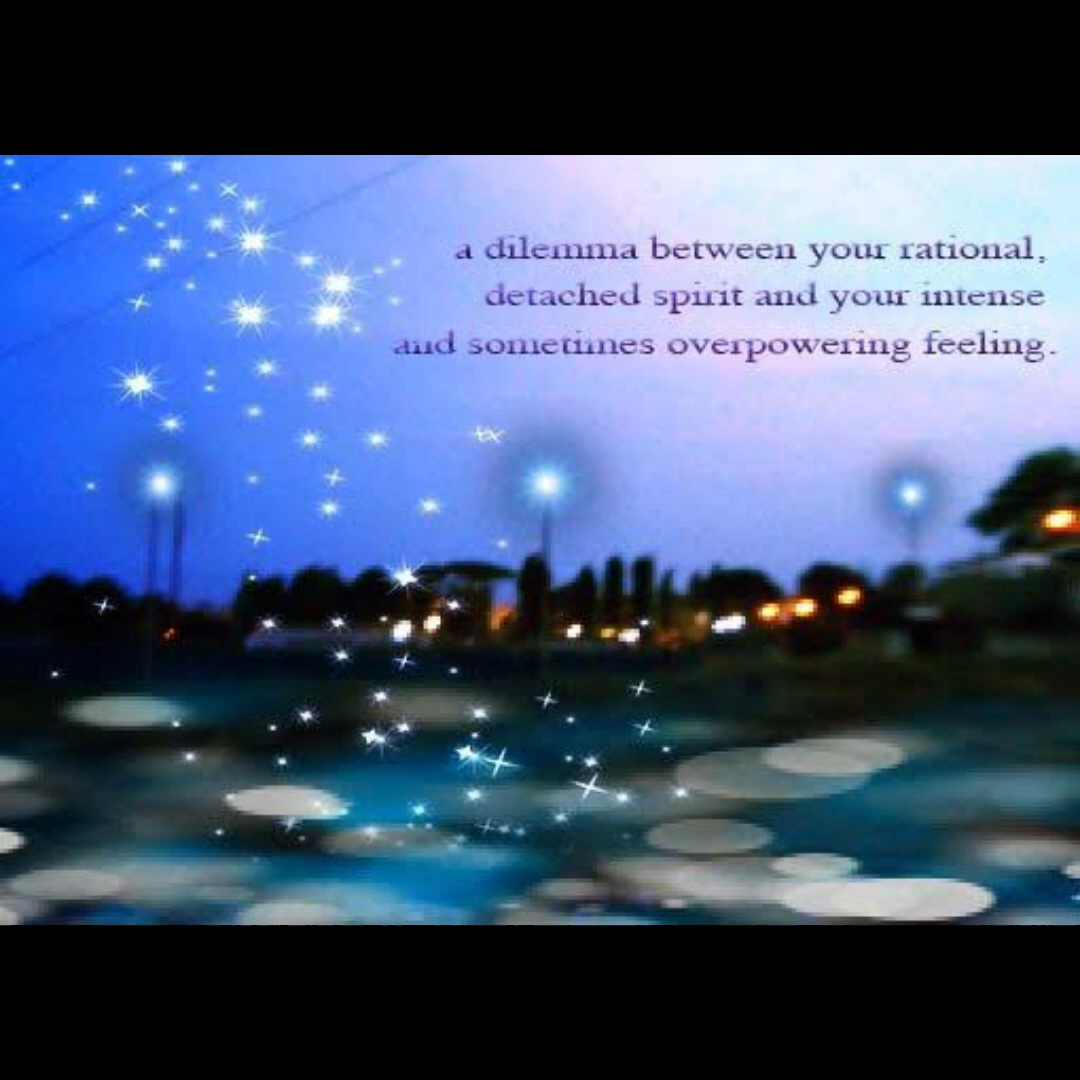 a dilemma between your rational,
detached spirit and your intense
and sometimes overpowering feeling.